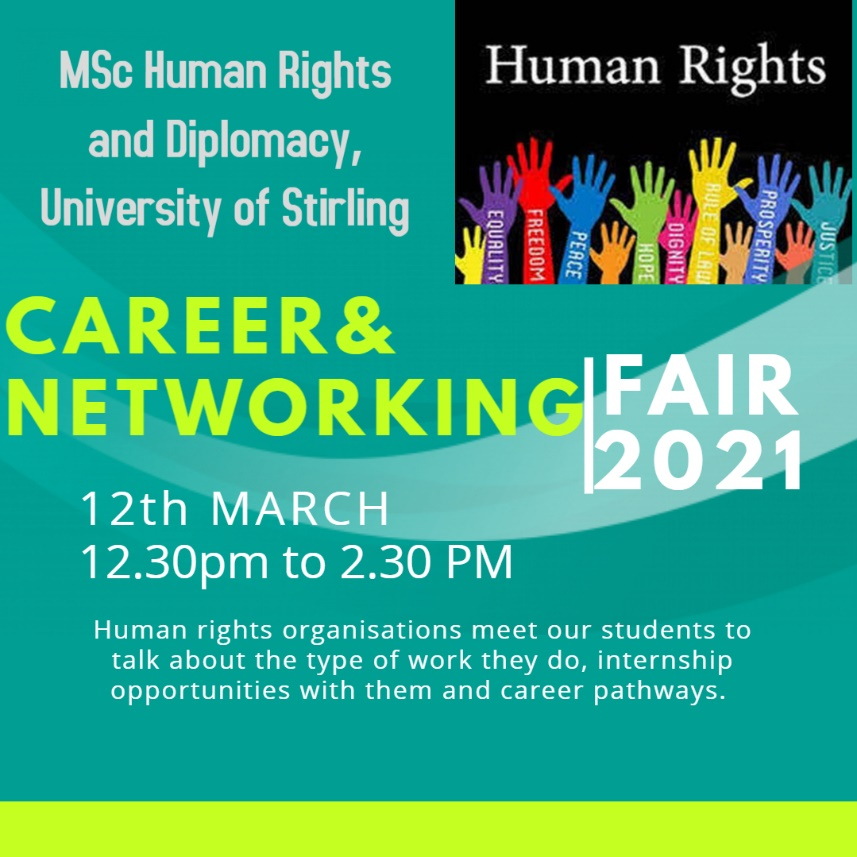 MSc Human Rights
and Diplomacy,
University of Stirling
Human Rights
EQUALITY
FREEDOM
PEACE
HOPE
DIGNITY
RULE OF LAW
PROSPERITY
JUSTICE
CAREER&
NETWORKING
FAIR
2021
12th MARCH
12.30pm to 2.30 PM
Human rights organisations meet our students to
talk about the type of work they do, internship
opportunities with them and career pathways.